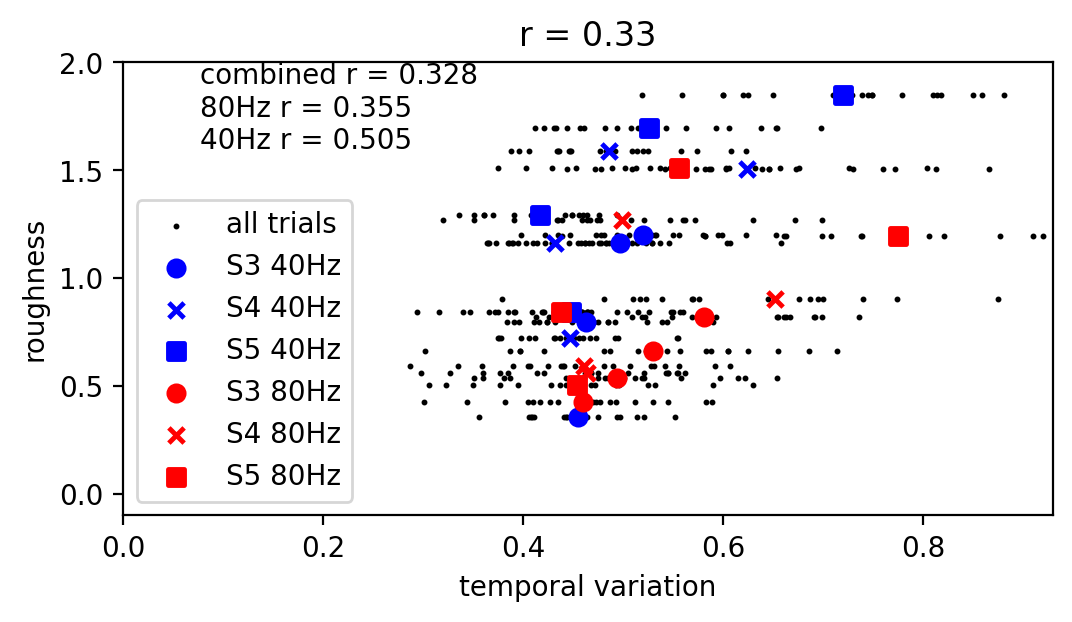 r = 0.33
combined r = 0.328
80Hz r = 0.355
40Hz r = 0.505
all trials
S3 40Hz
S4 40Hz
S5 40Hz
S3 80Hz
S4 80Hz
S5 80Hz
roughness
2.0
1.5
1.0
0.5
0.0
0.0 0.2 0.4 0.6 0.8
temporal variation